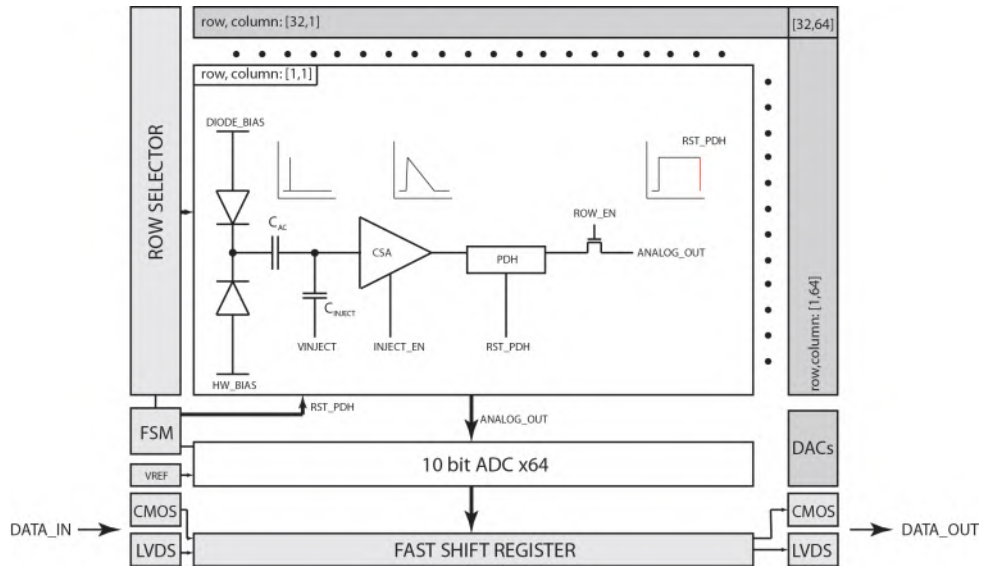 row, column: [32,1]
[32,64]
row, column: [1,1]
ROW SELECTOR
DIODE_BIAS
RST_PDH
ROW_EN
C AC
CSA
PDH
ANALOG_OUT
C INJECT
VINJECT
INJECT_EN
RST_PDH
HW_BIAS
row,column: [1,64]
RST_PDH
ANALOG_OUT
FSM
10 bit ADC x64
DACs
VREF
CMOS
CMOS
DATA_IN
DATA_OUT
LVDS
FAST SHIFT REGISTER
LVDS